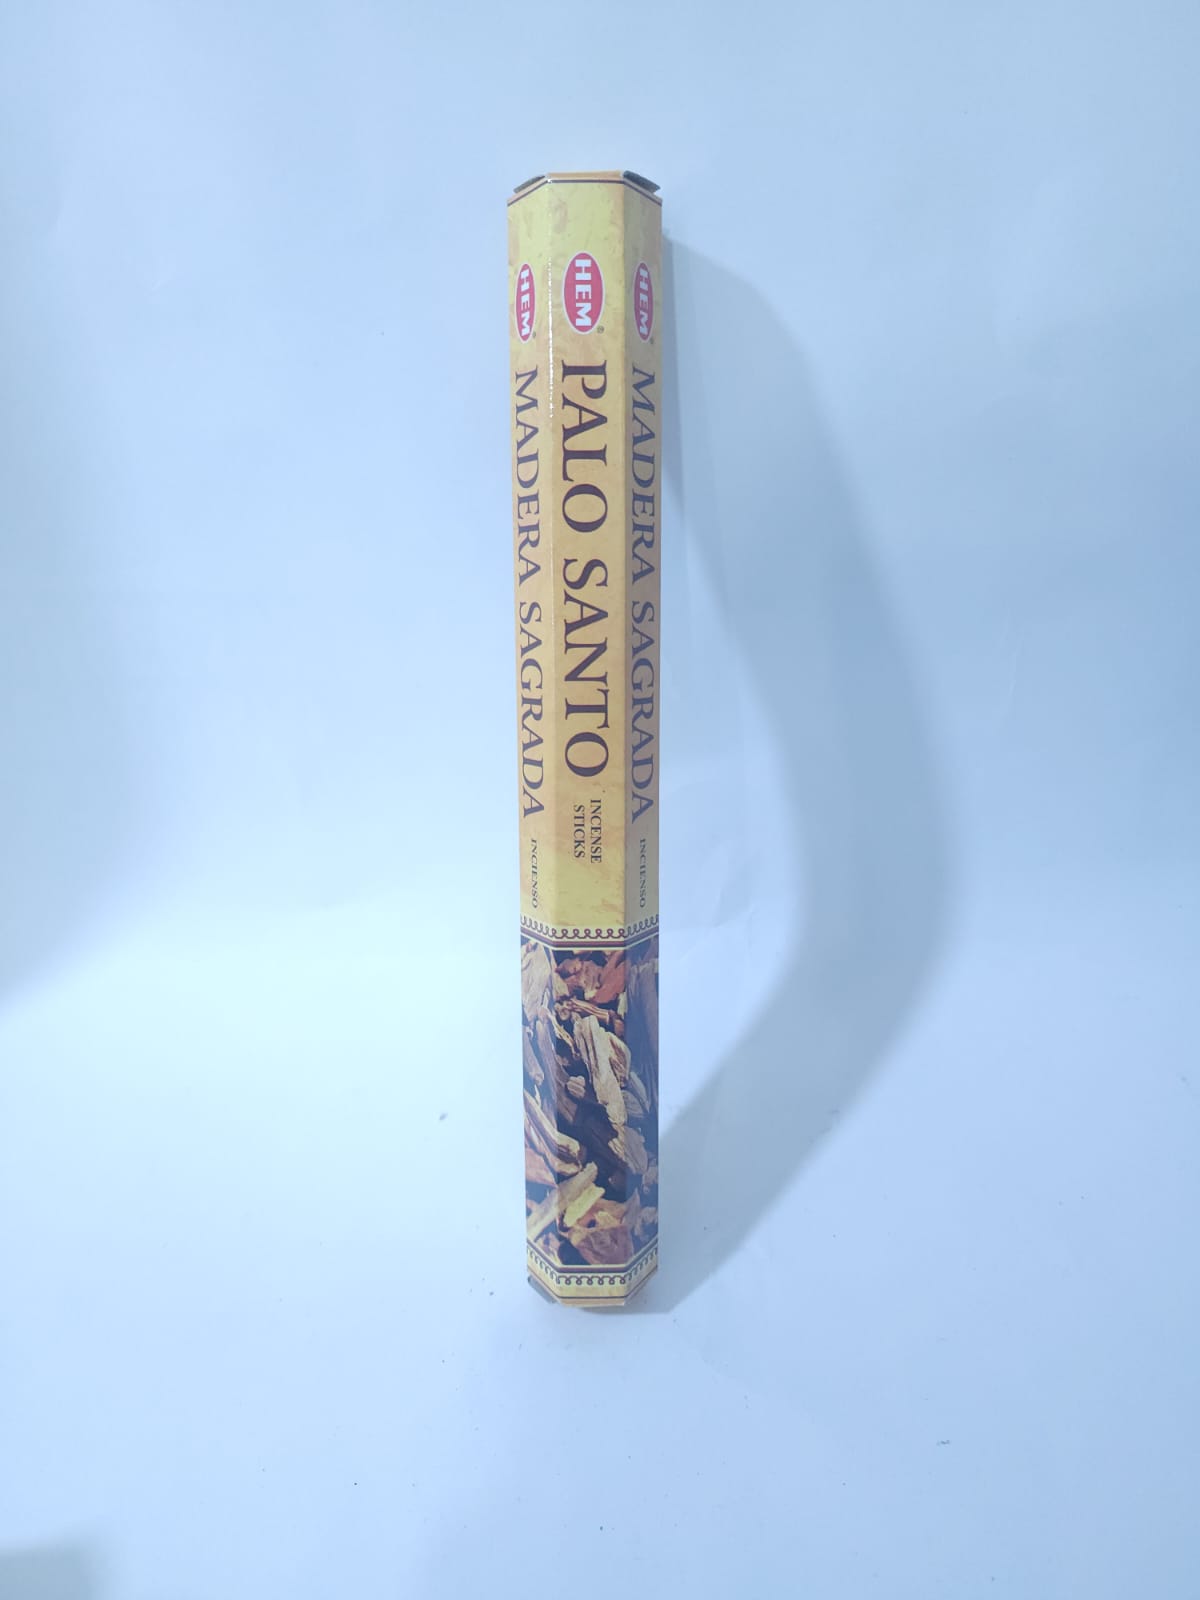 HEM®
MADERA SAGRADA
INCIENSO
HEM®
PALO SANTO
INCENSE
STICKS
HEM®
MADERA SAGRADA
INCIENSO